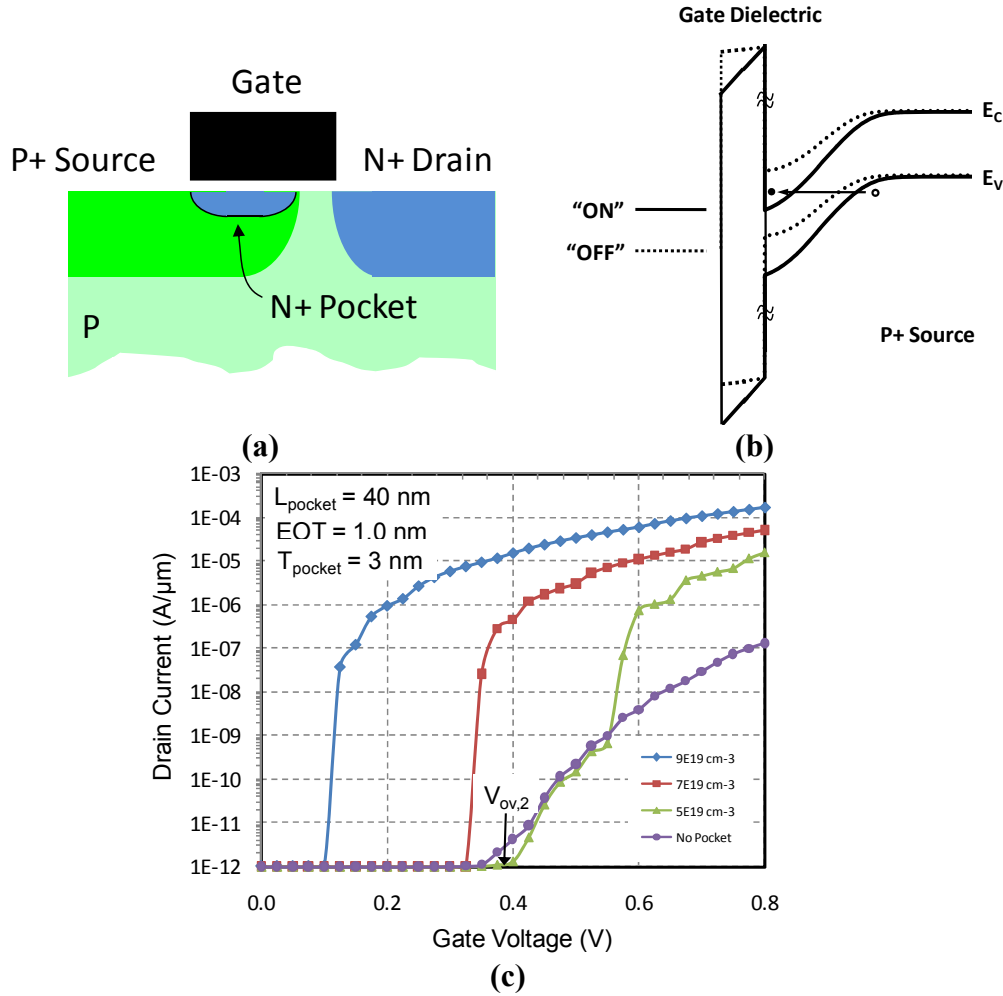 Gate
P+ Source
N+ Drain
N+ Pocket
P
(a)
Gate Dielectric
E_C
E_V
"ON"
"OFF"
P+ Source
(b)
1E-03
1E-04
1E-05
1E-06
1E-07
1E-08
1E-09
1E-10
1E-11
1E-12
Drain Current (A/μm)
L_pocket = 40 nm
EOT = 1.0 nm
T_pocket = 3 nm
V_ov,2
9E19 cm-3
7E19 cm-3
5E19 cm-3
No Pocket
0.0 0.2 0.4 0.6 0.8
Gate Voltage (V)
(c)